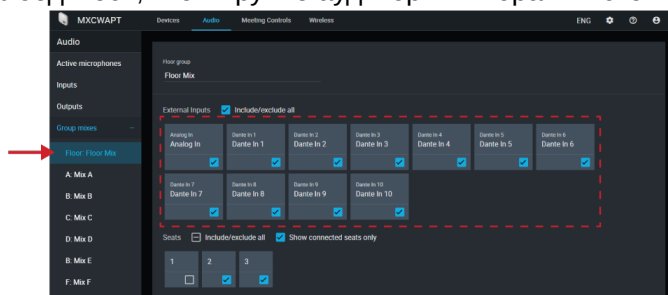 MXCWAPT Devices Audio Meeting Controls Wireless ENG
Audio
Active microphones
Inputs
Outputs
Group mixes
Floor: Floor Mix
A: Mix A
B: Mix B
C: Mix C
D: Mix D
E: Mix E
F: Mix F
Floor group
Floor Mix
External Inputs Include/exclude all
Analog In Dante In 1 Dante In 2 Dante In 3 Dante In 4 Dante In 5 Dante In 6
Analog In Dante In 1 Dante In 2 Dante In 3 Dante In 4 Dante In 5 Dante In 6
Dante In 7 Dante In 8 Dante In 9 Dante In 10
Dante In 7 Dante In 8 Dante In 9 Dante In 10
Seats Include/exclude all Show connected seats only
1 2 3